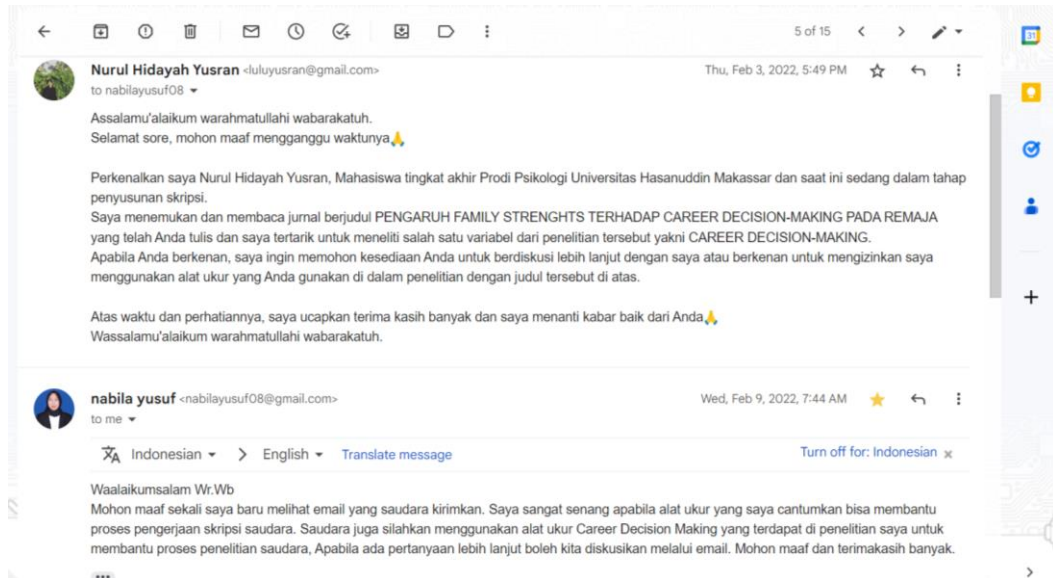 5 of 15
31
Nurul Hidayah Yusran <luluyusran@gmail.com>
Thu, Feb 3, 2022, 5:49 PM
to nabilayusuf08
Assalamu'alaikum warahmatullahi wabarakatuh.
Selamat sore, mohon maaf mengganggu waktunya🙏
Perkenalkan saya Nurul Hidayah Yusran, Mahasiswa tingkat akhir Prodi Psikologi Universitas Hasanuddin Makassar dan saat ini sedang dalam tahap
penyusunan skripsi.
Saya menemukan dan membaca jurnal berjudul PENGARUH FAMILY STRENGHTS TERHADAP CAREER DECISION-MAKING PADA REMAJA
yang telah Anda tulis dan saya tertarik untuk meneliti salah satu variabel dari penelitian tersebut yakni CAREER DECISION-MAKING.
Apabila Anda berkenan, saya ingin memohon kesediaan Anda untuk berdiskusi lebih lanjut dengan saya atau berkenan untuk mengizinkan saya
menggunakan alat ukur yang Anda gunakan di dalam penelitian dengan judul tersebut di atas.
Atas waktu dan perhatiannya, saya ucapkan terima kasih banyak dan saya menanti kabar baik dari Anda🙏
Wassalamu'alaikum warahmatullahi wabarakatuh.
nabila yusuf <nabilayusuf08@gmail.com>
Wed, Feb 9, 2022, 7:44 AM
to me
Indonesian > English Translate message
Turn off for: Indonesian x
Waalaikumsalam Wr.Wb
Mohon maaf sekali saya baru melihat email yang saudara kirimkan. Saya sangat senang apabila alat ukur yang saya cantumkan bisa membantu
proses pengerjaan skripsi saudara. Saudara juga silahkan menggunakan alat ukur Career Decision Making yang terdapat di penelitian saya untuk
membantu proses penelitian saudara, Apabila ada pertanyaan lebih lanjut boleh kita diskusikan melalui email. Mohon maaf dan terimakasih banyak.